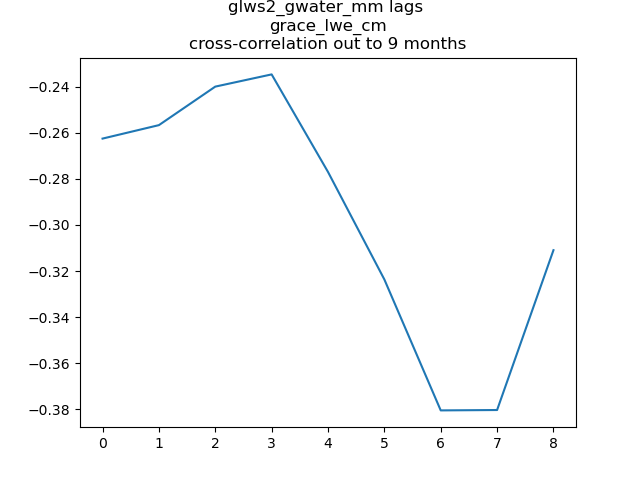 glws2_gwater_mm lags
grace_lwe_cm
cross-correlation out to 9 months
−0.24
−0.26
−0.28
−0.30
−0.32
−0.34
−0.36
−0.38
0 1 2 3 4 5 6 7 8